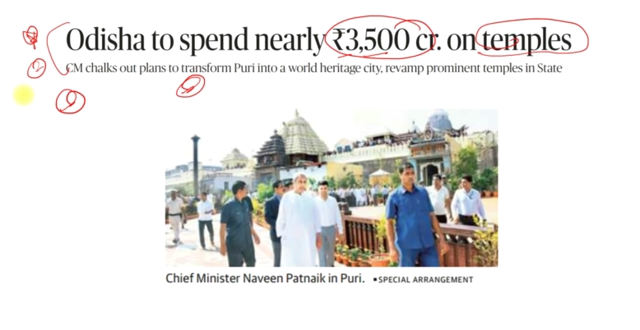 Odisha to spend nearly ₹3,500 cr. on temples
CM chalks out plans to transform Puri into a world heritage city, revamp prominent temples in State
Chief Minister Naveen Patnaik in Puri. •SPECIAL ARRANGEMENT